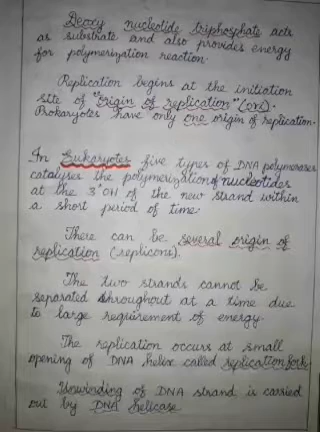 Deoxy nucleotide triphosphate acts
as substrate and also provides energy
for polymerization reaction.
Replication begins at the initiation
site of "origin of replication" (ori).
Prokaryotes have only one origin of replication.
In Eukaryotes five types of DNA polymerases
catalyses the polymerization of nucleotides
at the 3'OH of the new strand within
a short period of time.
There can be several origin of
replication (replicons).
The two strands cannot be
separated throughout at a time due
to large requirement of energy.
The replication occurs at small
opening of DNA helix called replication fork.
Unwinding of DNA strand is carried
out by DNA helicase